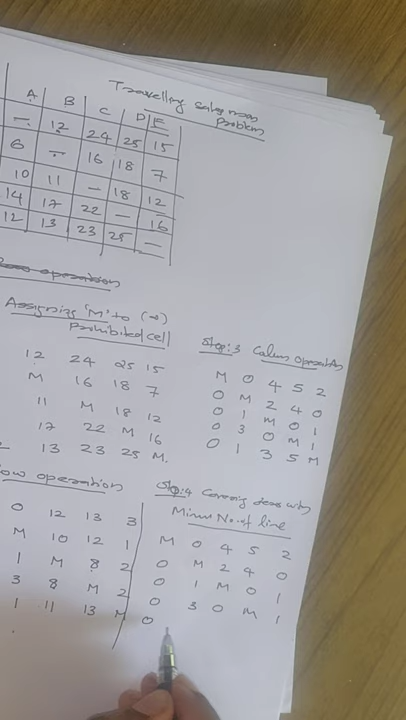 Travelling salesman
problem
A B C D E
- 12 24 25 15
6 - 16 18 7
10 11 - 18 12
14 17 22 - 16
12 13 23 25 -
operation
Assigning 'M' to (-)
Prohibited cell
12 24 25 15
M 16 18 7
11 M 18 12
17 22 M 16
13 23 25 M
Step:3 Colum Operation
M 0 4 5 2
0 M 2 4 0
0 1 M 0 1
0 3 0 M 1
0 1 3 5 M
ow operation
0 12 13 3
M 10 12 1
1 M 8 2
3 8 M 2
1 11 13 M
Step:4 Covering zeros with
Minimum No. of line
M 0 4 5 2
0 M 2 4 0
0 1 M 0 1
0 3 0 M 1
0